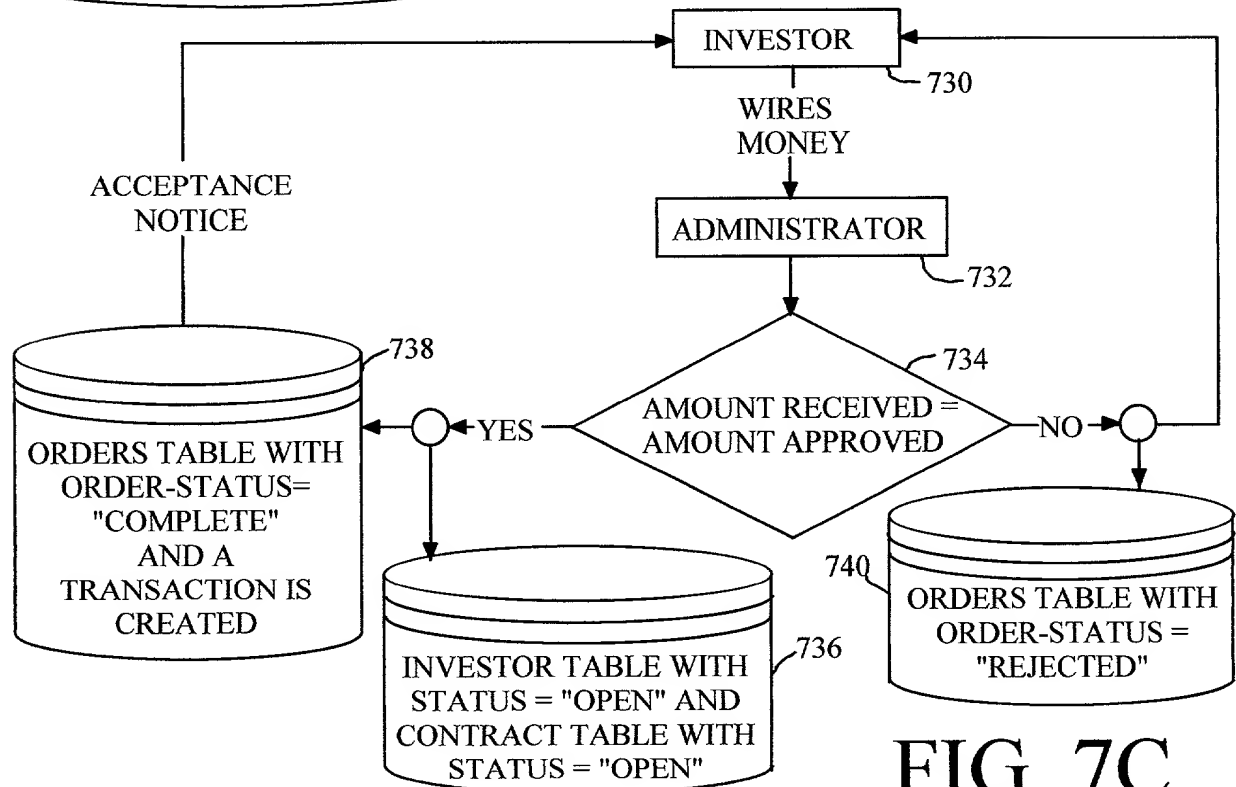 INVESTOR
730
WIRES
MONEY
ACCEPTANCE
NOTICE
ADMINISTRATOR
732
738
734
AMOUNT RECEIVED =
AMOUNT APPROVED
YES
NO
ORDERS TABLE WITH
ORDER-STATUS=
"COMPLETE"
AND A
TRANSACTION IS
CREATED
740
ORDERS TABLE WITH
ORDER-STATUS =
"REJECTED"
736
INVESTOR TABLE WITH
STATUS = "OPEN" AND
CONTRACT TABLE WITH
STATUS = "OPEN"
FIG. 7C